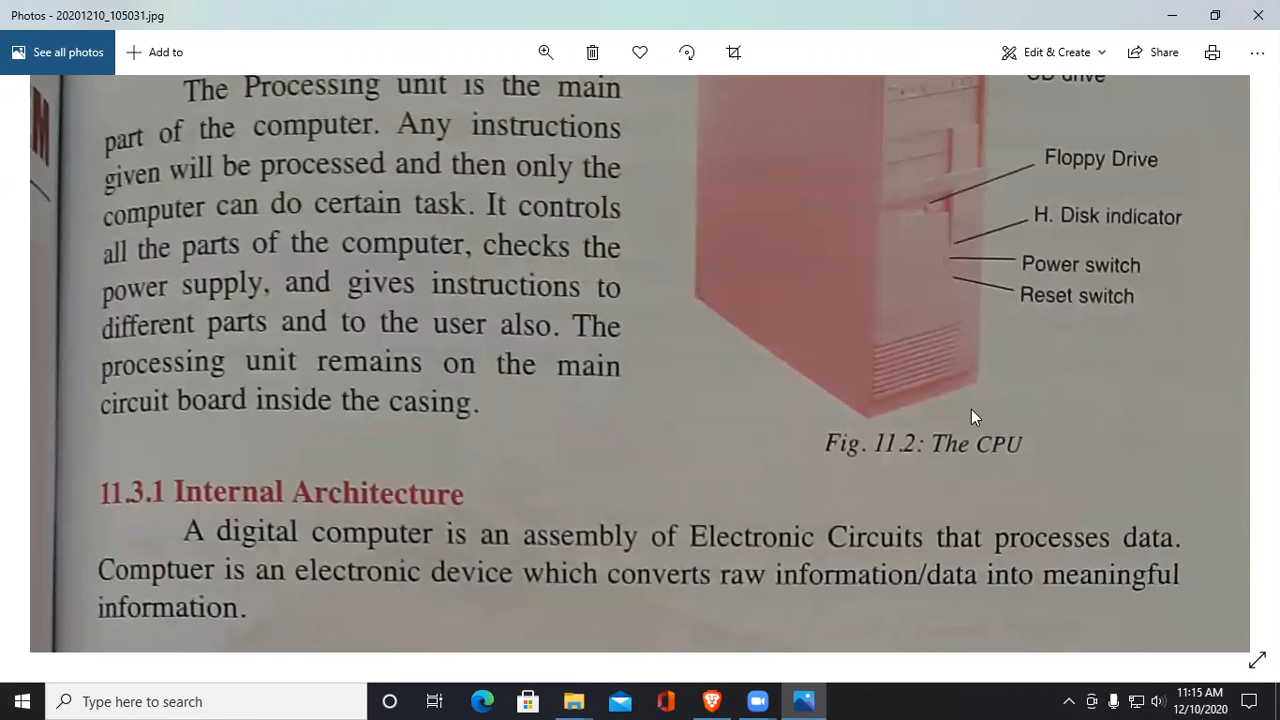 Photos - 20201210_105031.jpg
See all photos
Add to
Edit & Create
Share
CD drive
The Processing unit is the main
part of the computer. Any instructions
given will be processed and then only the
computer can do certain task. It controls
all the parts of the computer, checks the
power supply, and gives instructions to
different parts and to the user also. The
processing unit remains on the main
circuit board inside the casing.
Floppy Drive
H. Disk indicator
Power switch
Reset switch
Fig. 11.2: The CPU
11.3.1 Internal Architecture
A digital computer is an assembly of Electronic Circuits that processes data.
Comptuer is an electronic device which converts raw information/data into meaningful
information.
Type here to search
11:15 AM
12/10/2020